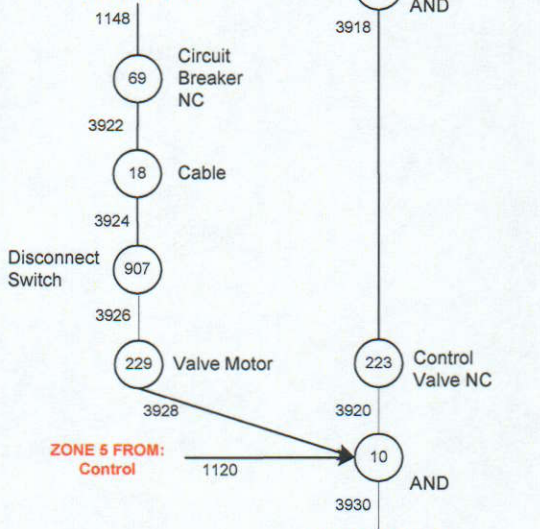 AND
1148
3918
69
Circuit
Breaker
NC
3922
18
Cable
3924
Disconnect
Switch
907
3926
229
Valve Motor
223
Control
Valve NC
3928
3920
ZONE 5 FROM:
Control
1120
10
AND
3930